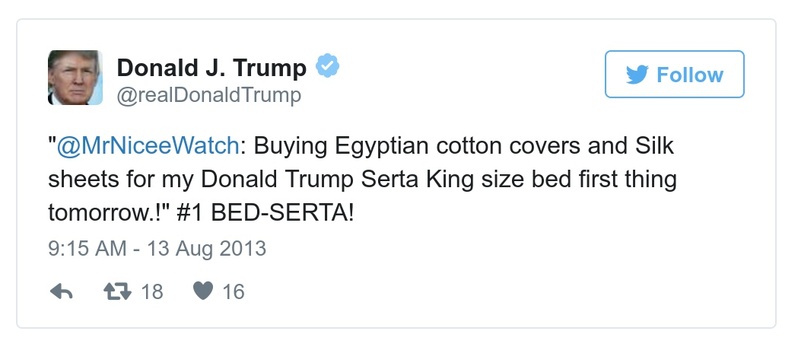 Donald J. Trump
@realDonaldTrump
Follow
"@MrNiceeWatch: Buying Egyptian cotton covers and Silk
sheets for my Donald Trump Serta King size bed first thing
tomorrow.!" #1 BED-SERTA!
9:15 AM - 13 Aug 2013
18 16